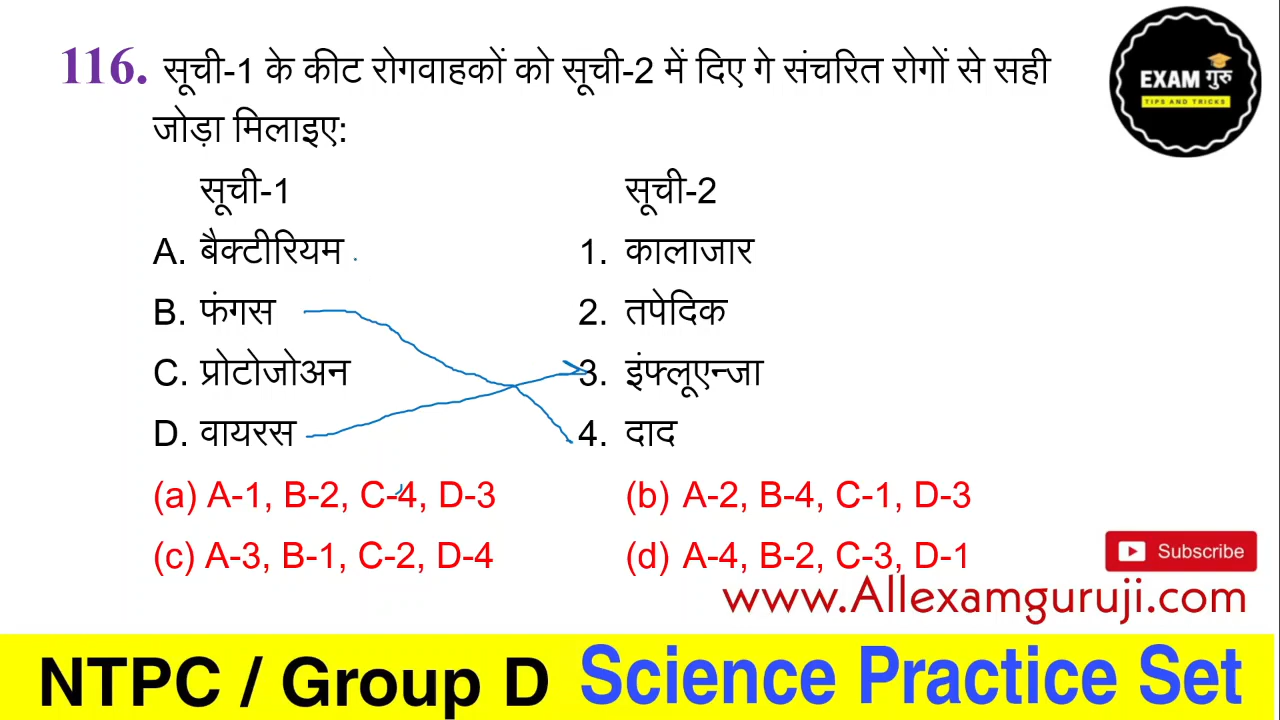 116. सूची-1 के कीट रोगवाहकों को सूची-2 में दिए गे संचरित रोगों से सही
जोड़ा मिलाइए:
EXAM गुरु
TIPS AND TRICKS
सूची-1 सूची-2
A. बैक्टीरियम 1. कालाजार
B. फंगस 2. तपेदिक
C. प्रोटोजोअन 3. इंफ्लूएन्जा
D. वायरस 4. दाद
(a) A-1, B-2, C-4, D-3 (b) A-2, B-4, C-1, D-3
(c) A-3, B-1, C-2, D-4 (d) A-4, B-2, C-3, D-1
Subscribe
www.Allexamguruji.com
NTPC / Group D Science Practice Set